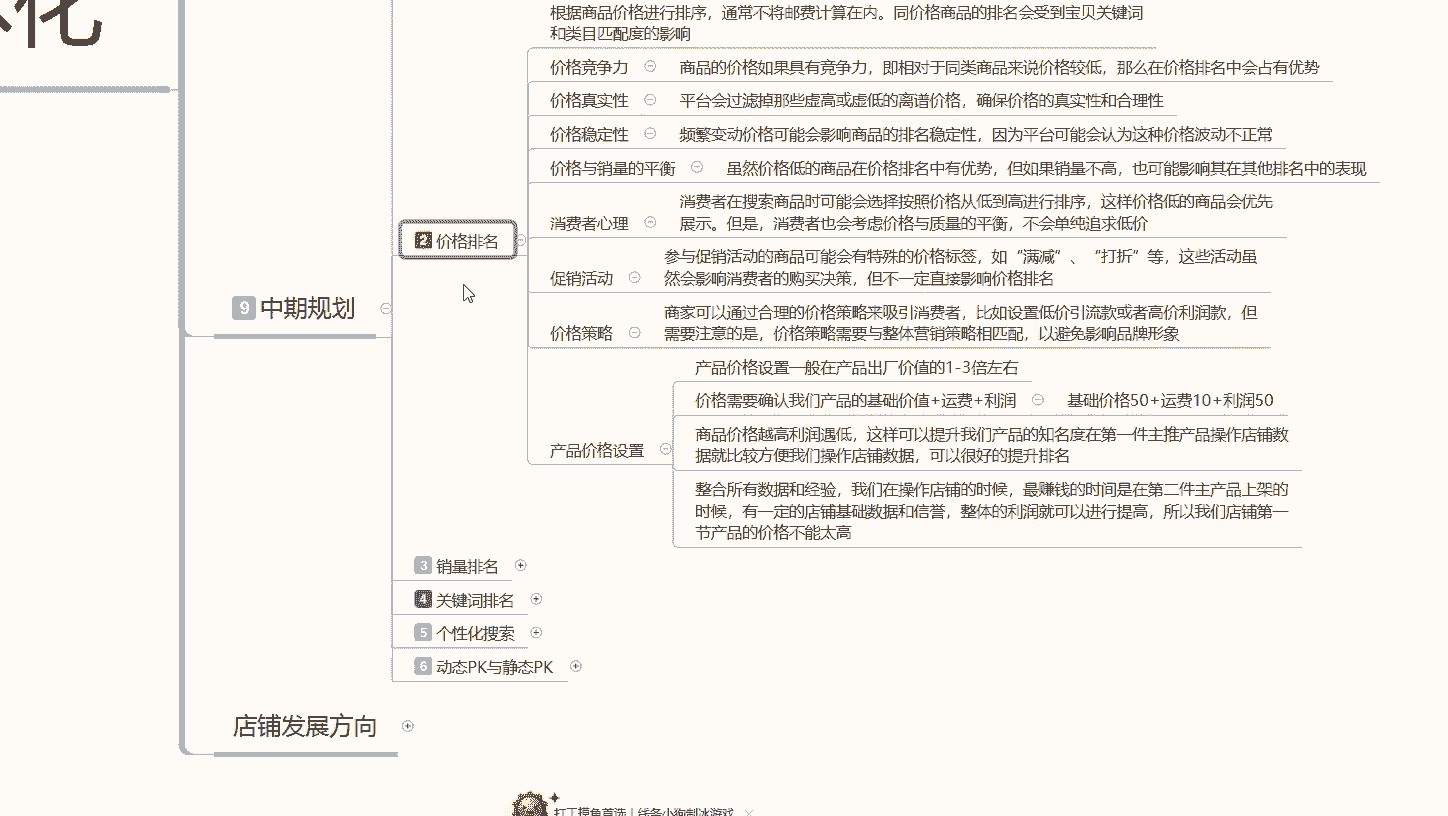 化
根据商品价格进行排序，通常不将邮费计算在内。同价格商品的排名会受到宝贝关键词
和类目匹配度的影响
价格竞争力 商品的价格如果具有竞争力，即相对于同类商品来说价格较低，那么在价格排名中会占有优势
价格真实性 平台会过滤掉那些虚高或虚低的离谱价格，确保价格的真实性和合理性
价格稳定性 频繁变动价格可能会影响商品的排名稳定性，因为平台可能会认为这种价格波动不正常
价格与销量的平衡 虽然价格低的商品在价格排名中有优势，但如果销量不高，也可能影响其在其他排名中的表现
消费者在搜索商品时可能会选择按照价格从低到高进行排序，这样价格低的商品会优先
消费者心理 展示。但是，消费者也会考虑价格与质量的平衡，不会单纯追求低价
2 价格排名
参与促销活动的商品可能会有特殊的价格标签，如“满减”、“打折”等，这些活动虽
促销活动 然会影响消费者的购买决策，但不一定直接影响价格排名
9 中期规划
商家可以通过合理的价格策略来吸引消费者，比如设置低价引流款或者高价利润款，但
价格策略 需要注意的是，价格策略需要与整体营销策略相匹配，以避免影响品牌形象
产品价格设置一般在产品出厂价值的1-3倍左右
价格需要确认我们产品的基础价值+运费+利润 基础价格50+运费10+利润50
商品价格越高利润遇低，这样可以提升我们产品的知名度在第一件主推产品操作店铺数
产品价格设置 据就比较方便我们操作店铺数据，可以很好的提升排名
整合所有数据和经验，我们在操作店铺的时候，最赚钱的时间是在第二件主产品上架的
时候，有一定的店铺基础数据和信誉，整体的利润就可以进行提高，所以我们店铺第一
节产品的价格不能太高
3 销量排名
4 关键词排名
5 个性化搜索
6 动态PK与静态PK
店铺发展方向
打工摸鱼首选｜线条小狗制冰游戏